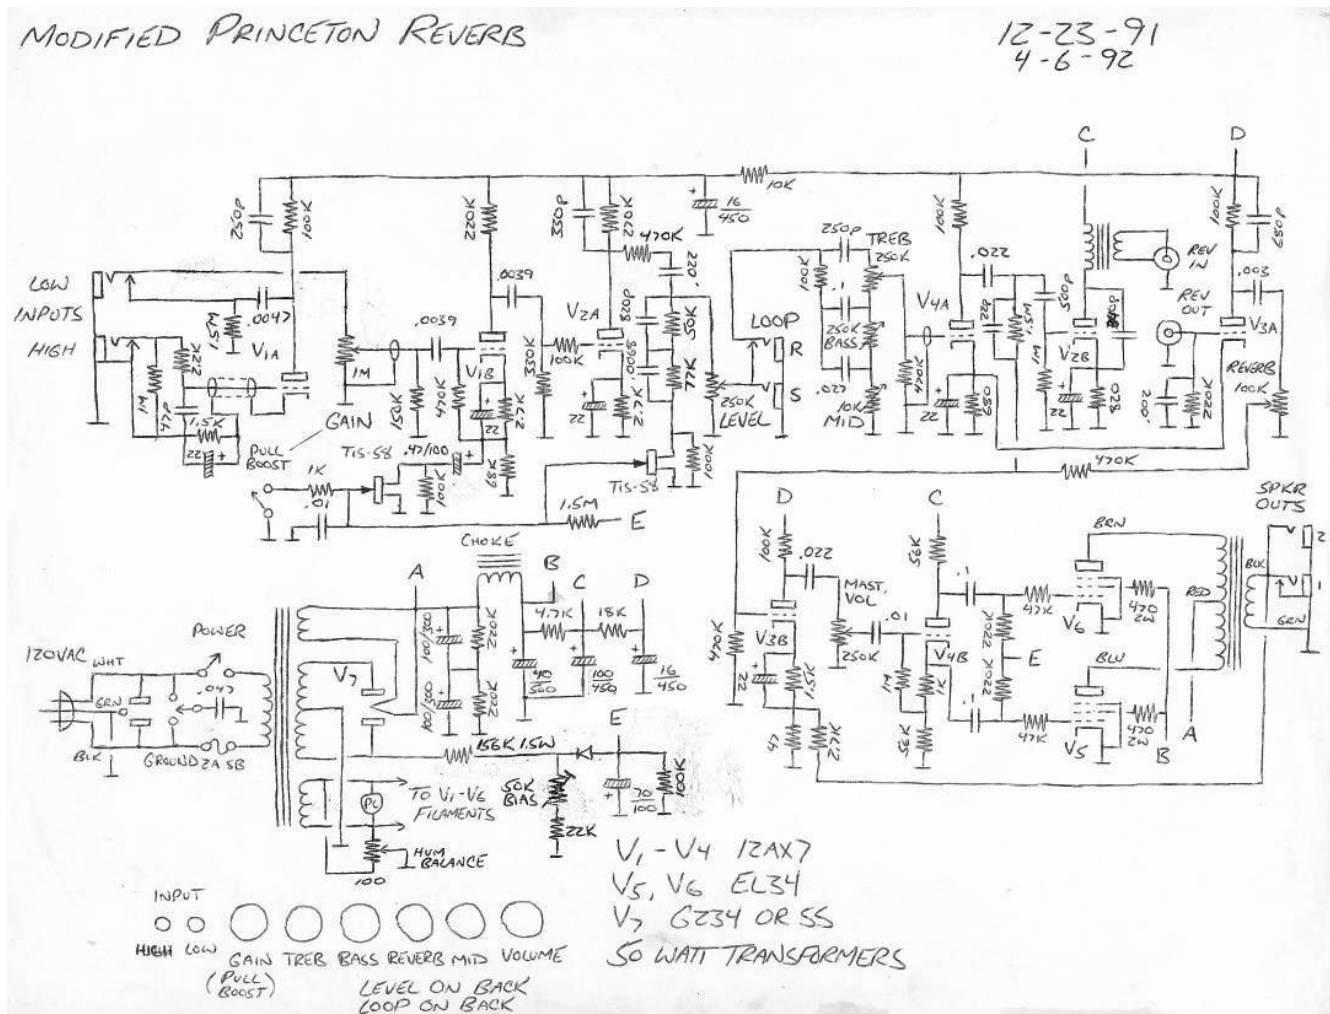 MODIFIED PRINCETON REVERB
12-23-91
4-6-92
C
D
10K
250P
100K
220K
330P
270K
16/450
470K
.022
250P
TREB
250K
100K
100K
.022
500P
REV IN
REV OUT
100K
680P
.003
LOW
INPUTS
HIGH
.0047
1.5M
V1A
22K
1M
47P
1.5K
22
+
1M
GAIN
PULL
BOOST
.0039
.0039
V1B
150K
470K
22
2.7K
68K
330K
100K
V2A
820P
.0068
50K
77K
22
2.7K
250K
LEVEL
LOOP
R
S
.1
250K
BASS
.027
10K
MID
V4A
470K
22
680
22P
1.5M
1M
V2B
22
820
.002
220K
V3A
REVERB
100K
TIS-58
.47/100
100K
1K
.01
TIS-58
100K
1.5M
E
470K
SPKR
OUTS
2
1
CHOKE
A
B
C
D
4.7K
18K
100/300
220K
100/300
220K
40/500
100/450
16/450
POWER
120VAC
WHT
GRN
BLK
.047
GROUND
2A SB
V7
156K 1.5W
E
50K
BIAS
22K
70/100
100K
TO V1-V6
FILAMENTS
PL
HUM
BALANCE
100
D
C
100K
.022
MAST.
VOL
250K
.01
56K
V3B
470K
22
1.5K
47
2.7K
1M
V4B
1K
56K
.1
.1
220K
220K
E
47K
47K
V6
V5
470
2W
470
2W
B
A
BRN
RED
BLU
BLK
GRN
V1-V4 12AX7
V5, V6 EL34
V7 GZ34 OR SS
50 WATT TRANSFORMERS
INPUT
HIGH LOW GAIN TREB BASS REVERB MID VOLUME
(PULL
BOOST)
LEVEL ON BACK
LOOP ON BACK